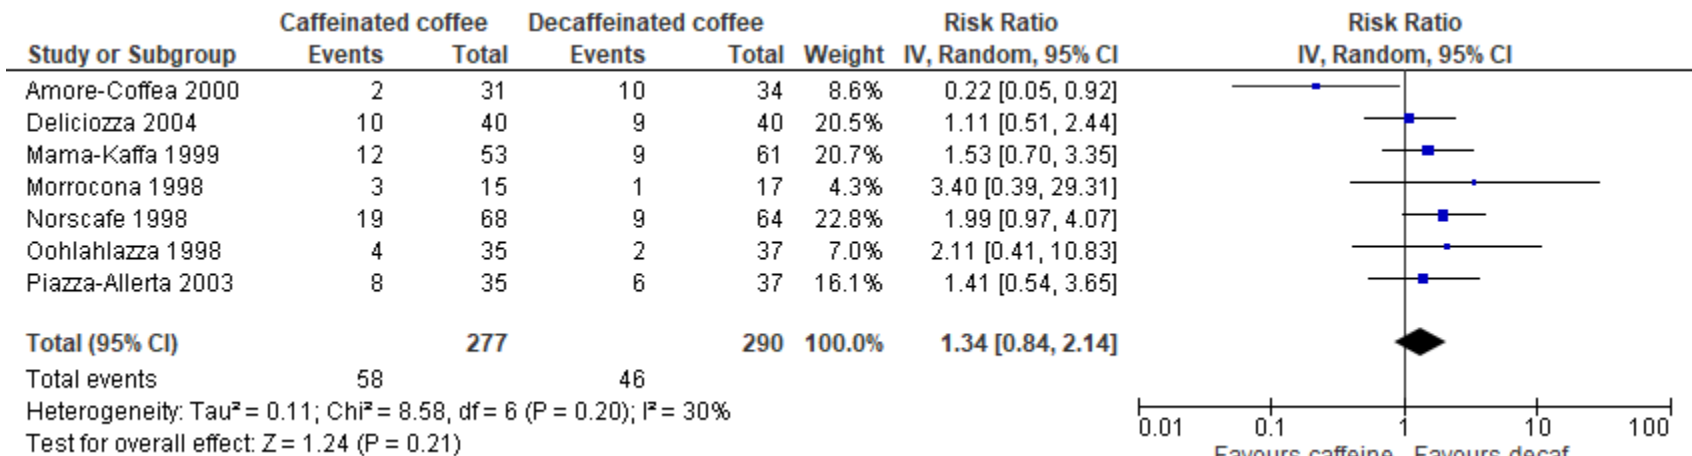 Caffeinated coffee Decaffeinated coffee Risk Ratio Risk Ratio
Study or Subgroup Events Total Events Total Weight IV, Random, 95% CI IV, Random, 95% CI
Amore-Coffea 2000 2 31 10 34 8.6% 0.22 [0.05, 0.92]
Deliciozza 2004 10 40 9 40 20.5% 1.11 [0.51, 2.44]
Mama-Kaffa 1999 12 53 9 61 20.7% 1.53 [0.70, 3.35]
Morrocona 1998 3 15 1 17 4.3% 3.40 [0.39, 29.31]
Norscafe 1998 19 68 9 64 22.8% 1.99 [0.97, 4.07]
Oohlahlazza 1998 4 35 2 37 7.0% 2.11 [0.41, 10.83]
Piazza-Allerta 2003 8 35 6 37 16.1% 1.41 [0.54, 3.65]
Total (95% CI) 277 290 100.0% 1.34 [0.84, 2.14]
Total events 58 46
Heterogeneity: Tau² = 0.11; Chi² = 8.58, df = 6 (P = 0.20); I² = 30%
Test for overall effect: Z = 1.24 (P = 0.21)
0.01 0.1 1 10 100
Favours caffeine Favours decaf